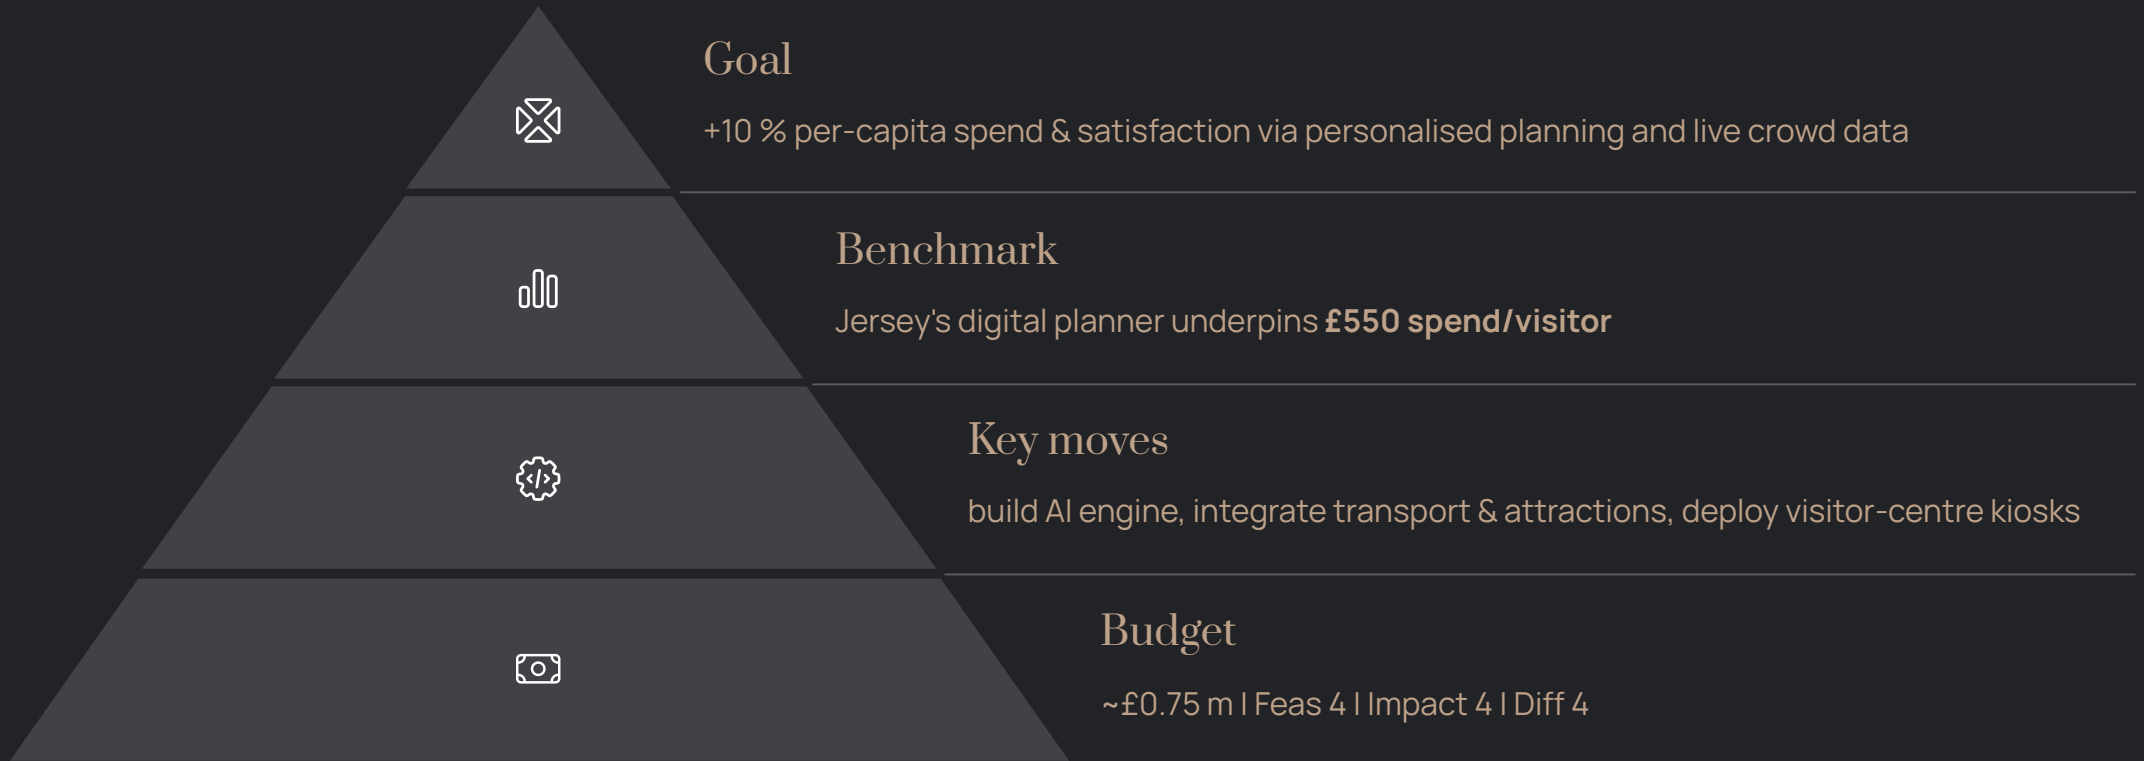 Goal
+10 % per-capita spend & satisfaction via personalised planning and live crowd data
Benchmark
Jersey's digital planner underpins £550 spend/visitor
Key moves
build AI engine, integrate transport & attractions, deploy visitor-centre kiosks
Budget
~£0.75 m | Feas 4 | Impact 4 | Diff 4